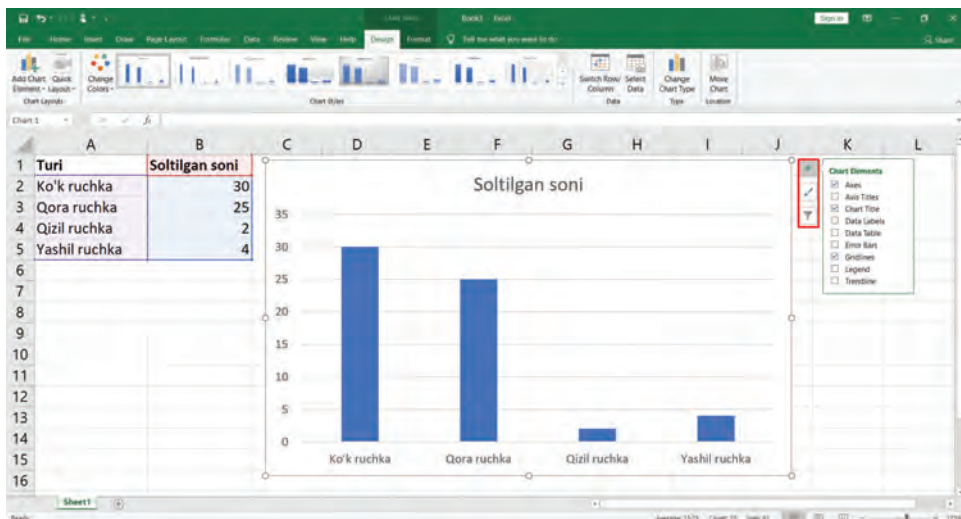 Book3 - Excel
Sign in
File Home Insert Draw Page Layout Formulas Data Review View Help Design Format Tell me what you want to do
Share
Add Chart Element
Quick Layout
Change Colors
Switch Row/ Column
Select Data
Change Chart Type
Move Chart
Chart Layouts
Chart Styles
Data
Type
Location
Chart 1
fx
A B C D E F G H I J K L
1 Turi Soltilgan soni
2 Ko'k ruchka 30
3 Qora ruchka 25
4 Qizil ruchka 2
5 Yashil ruchka 4
6
7
8
9
10
11
12
13
14
15
16
Soltilgan soni
35
30
25
20
15
10
5
0
Ko'k ruchka Qora ruchka Qizil ruchka Yashil ruchka
Chart Elements
Axes
Axis Titles
Chart Title
Data Labels
Data Table
Error Bars
Gridlines
Legend
Trendline
Sheet1
Ready